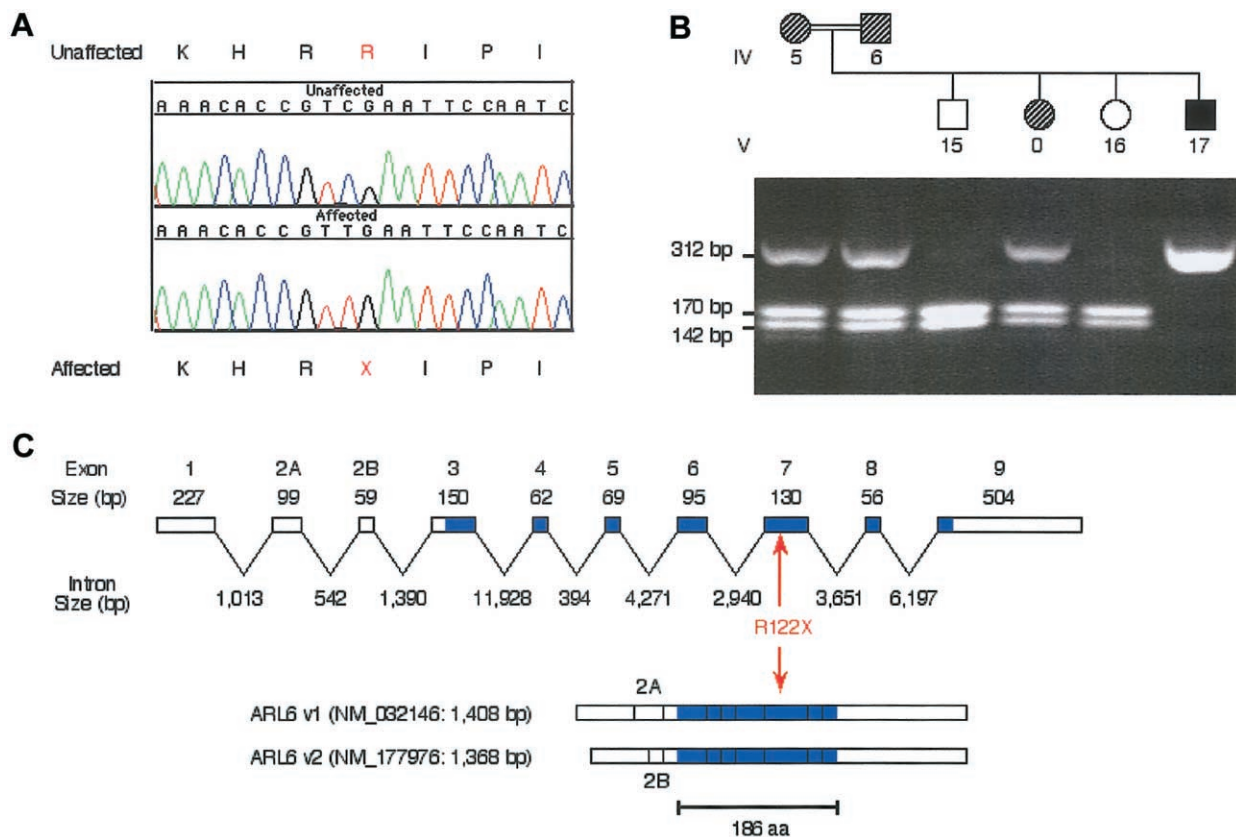 A
Unaffected K H R R I P I
Unaffected
A A A C A C C G T C G A A T T C C A A T C
Affected
A A A C A C C G T T G A A T T C C A A T C
Affected K H R X I P I
B
IV
5 6
V
15 0 16 17
312 bp
170 bp
142 bp
C
Exon 1 2A 2B 3 4 5 6 7 8 9
Size (bp) 227 99 59 150 62 69 95 130 56 504
Intron
Size (bp) 1,013 542 1,390 11,928 394 4,271 2,940 3,651 6,197
R122X
2A
ARL6 v1 (NM_032146: 1,408 bp)
ARL6 v2 (NM_177976: 1,368 bp)
2B
186 aa